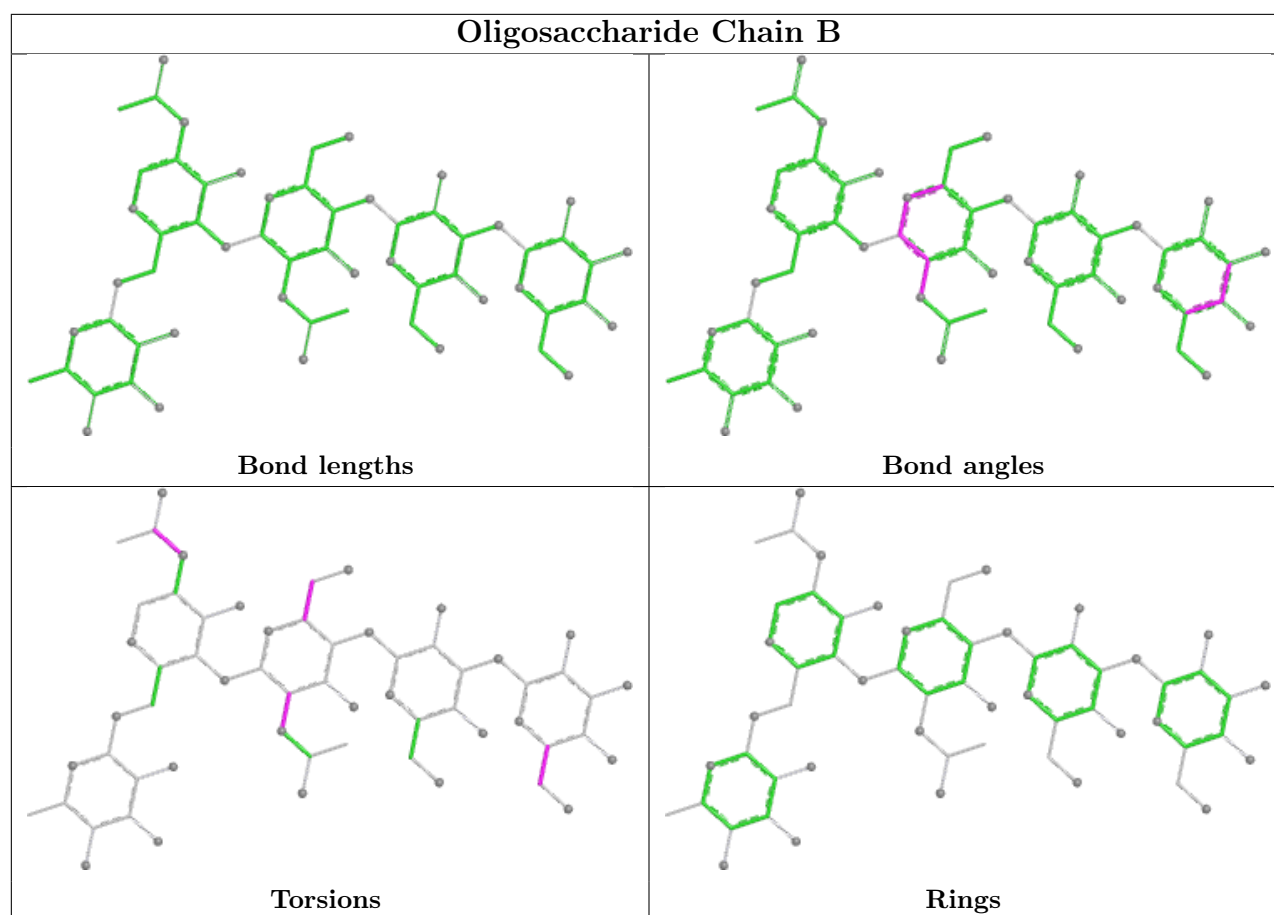 Oligosaccharide Chain B
Bond lengths
Bond angles
Torsions
Rings